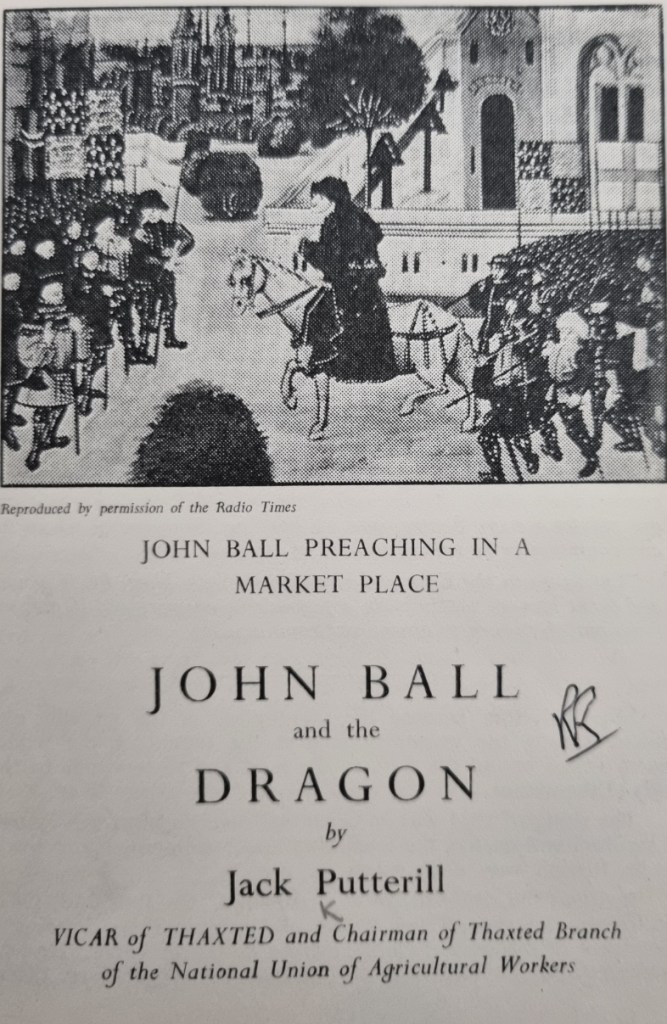 Reproduced by permission of the Radio Times
JOHN BALL PREACHING IN A
MARKET PLACE
JOHN BALL
and the
DRAGON
by
Jack Putterill
K
VICAR of THAXTED and Chairman of Thaxted Branch
of the National Union of Agricultural Workers